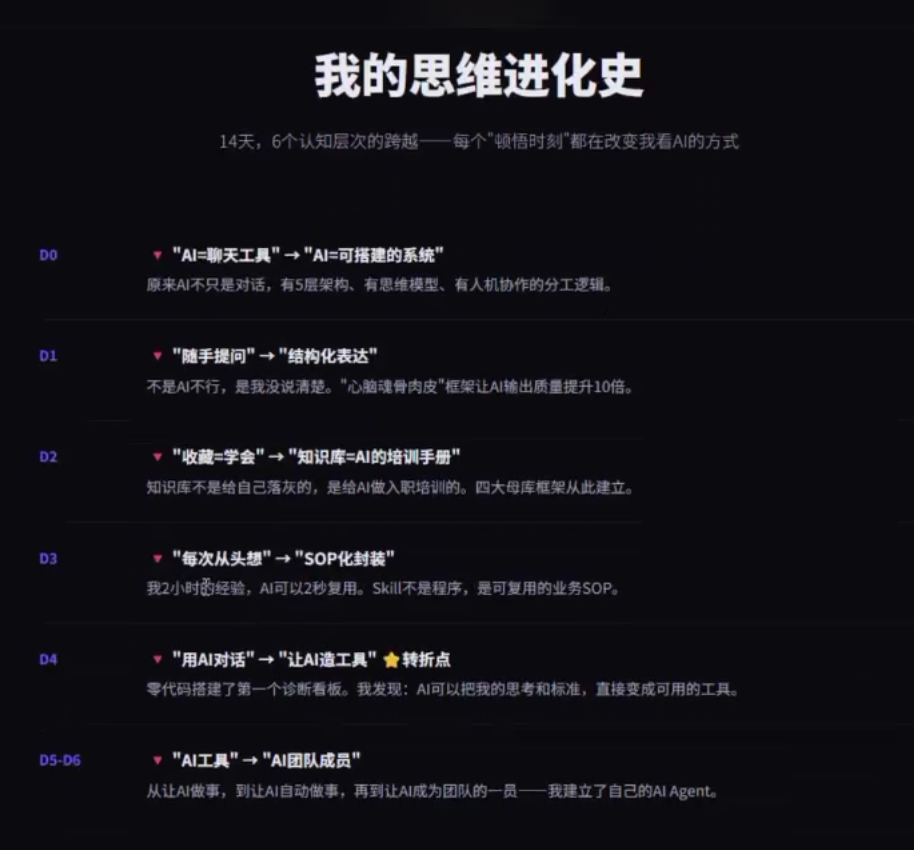 我的思维进化史
14天，6个认知层次的跨越——每个"顿悟时刻"都在改变我看AI的方式
D0
"AI=聊天工具" → "AI=可搭建的系统"
原来AI不只是对话，有5层架构、有思维模型、有人机协作的分工逻辑。
D1
"随手提问" → "结构化表达"
不是AI不行，是我没说清楚。"心脑魂骨肉皮"框架让AI输出质量提升10倍。
D2
"收藏=学会" → "知识库=AI的培训手册"
知识库不是给自己落灰的，是给AI做入职培训的。四大母库框架从此建立。
D3
"每次从头想" → "SOP化封装"
我2小时的经验，AI可以2秒复用。Skill不是程序，是可复用的业务SOP。
D4
"用AI对话" → "让AI造工具" ⭐转折点
零代码搭建了第一个诊断看板。我发现：AI可以把我的思考和标准，直接变成可用的工具。
D5-D6
"AI工具" → "AI团队成员"
从让AI做事，到让AI自动做事，再到让AI成为团队的一员——我建立了自己的AI Agent。